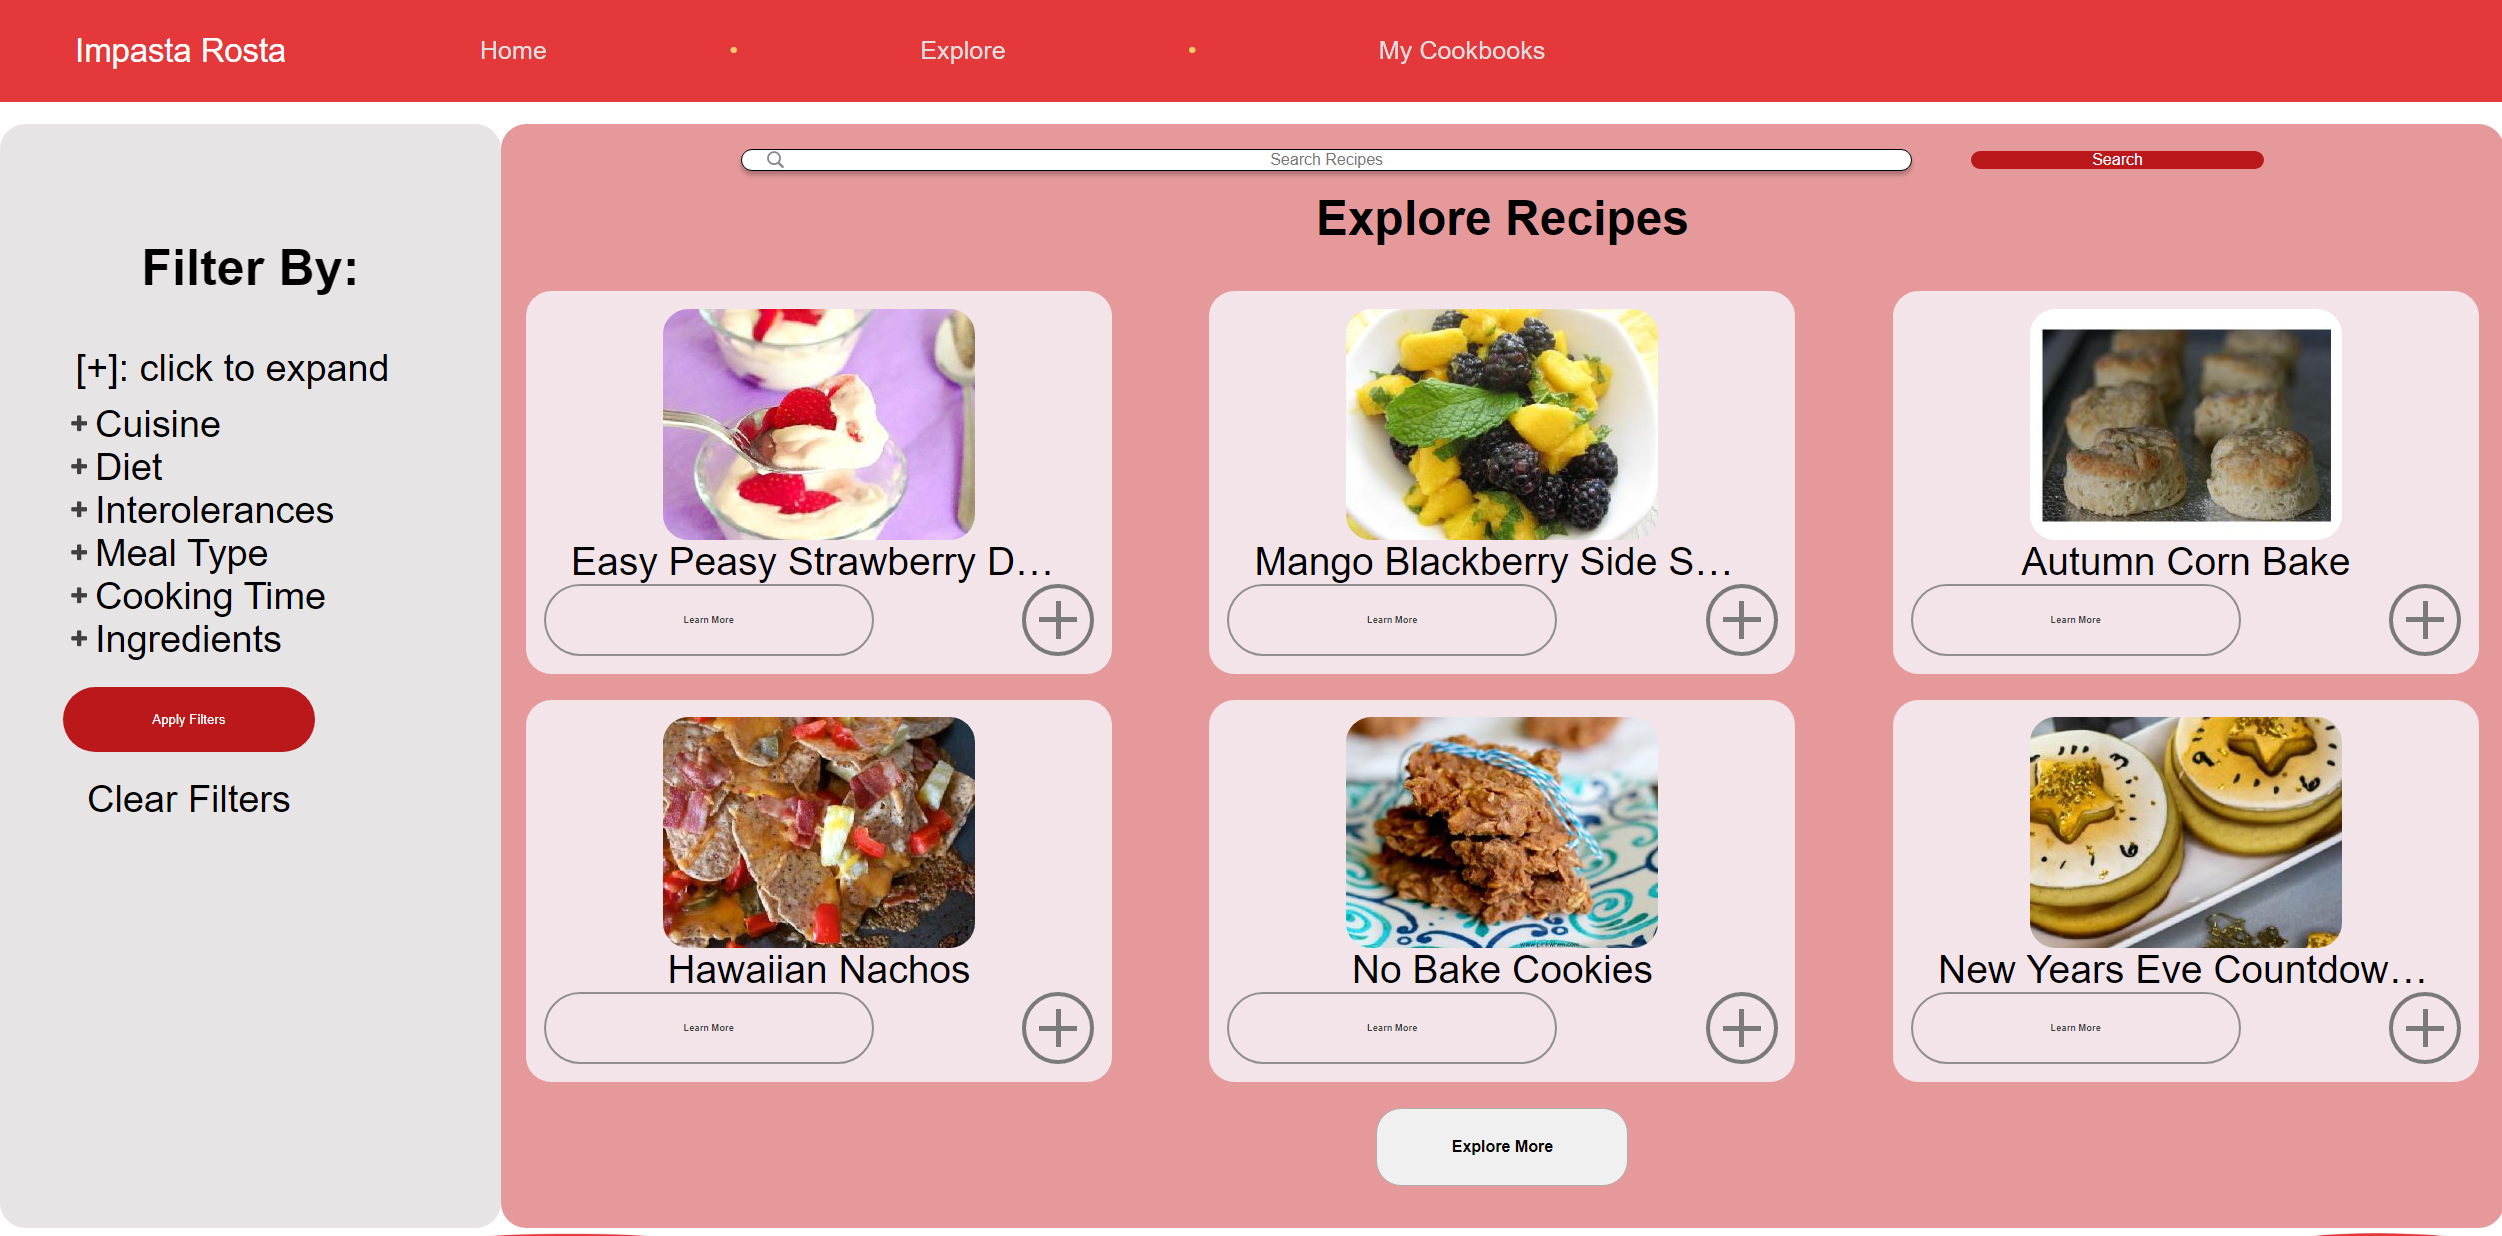 Impasta Rosta
Home • Explore • My Cookbooks
Search Recipes
Search
Explore Recipes
Filter By:
[+]: click to expand
+ Cuisine
+ Diet
+ Interolerances
+ Meal Type
+ Cooking Time
+ Ingredients
Apply Filters
Clear Filters
Easy Peasy Strawberry D...
Learn More
Mango Blackberry Side S...
Learn More
Autumn Corn Bake
Learn More
Hawaiian Nachos
Learn More
No Bake Cookies
Learn More
New Years Eve Countdow...
Learn More
Explore More